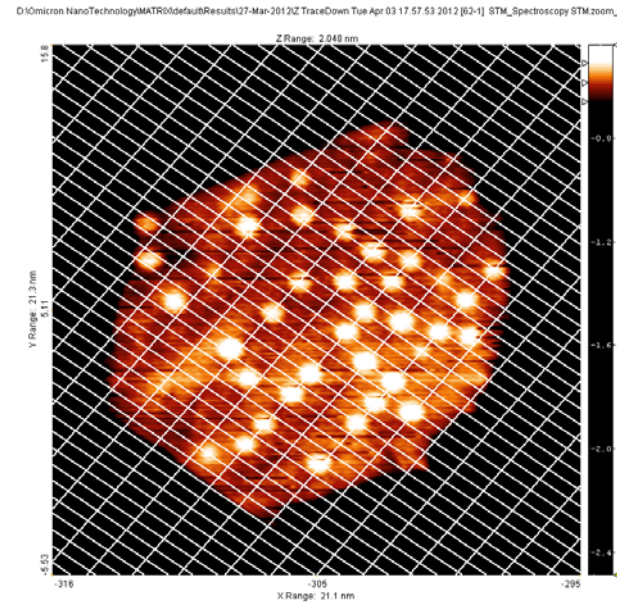 D:\Omicron NanoTechnology\MATRIX\default\Results\27-Mar-2012\Z TraceDown Tue Apr 03 17.57.53 2012 [62-1] STM_Spectroscopy STM zoom_
Z Range: 2.048 nm
15.8
-0.8
-1.2
Y Range: 21.3 nm
5.11
-1.6
-2.0
-2.4
-5.53
-316
-305
-295
X Range: 21.1 nm